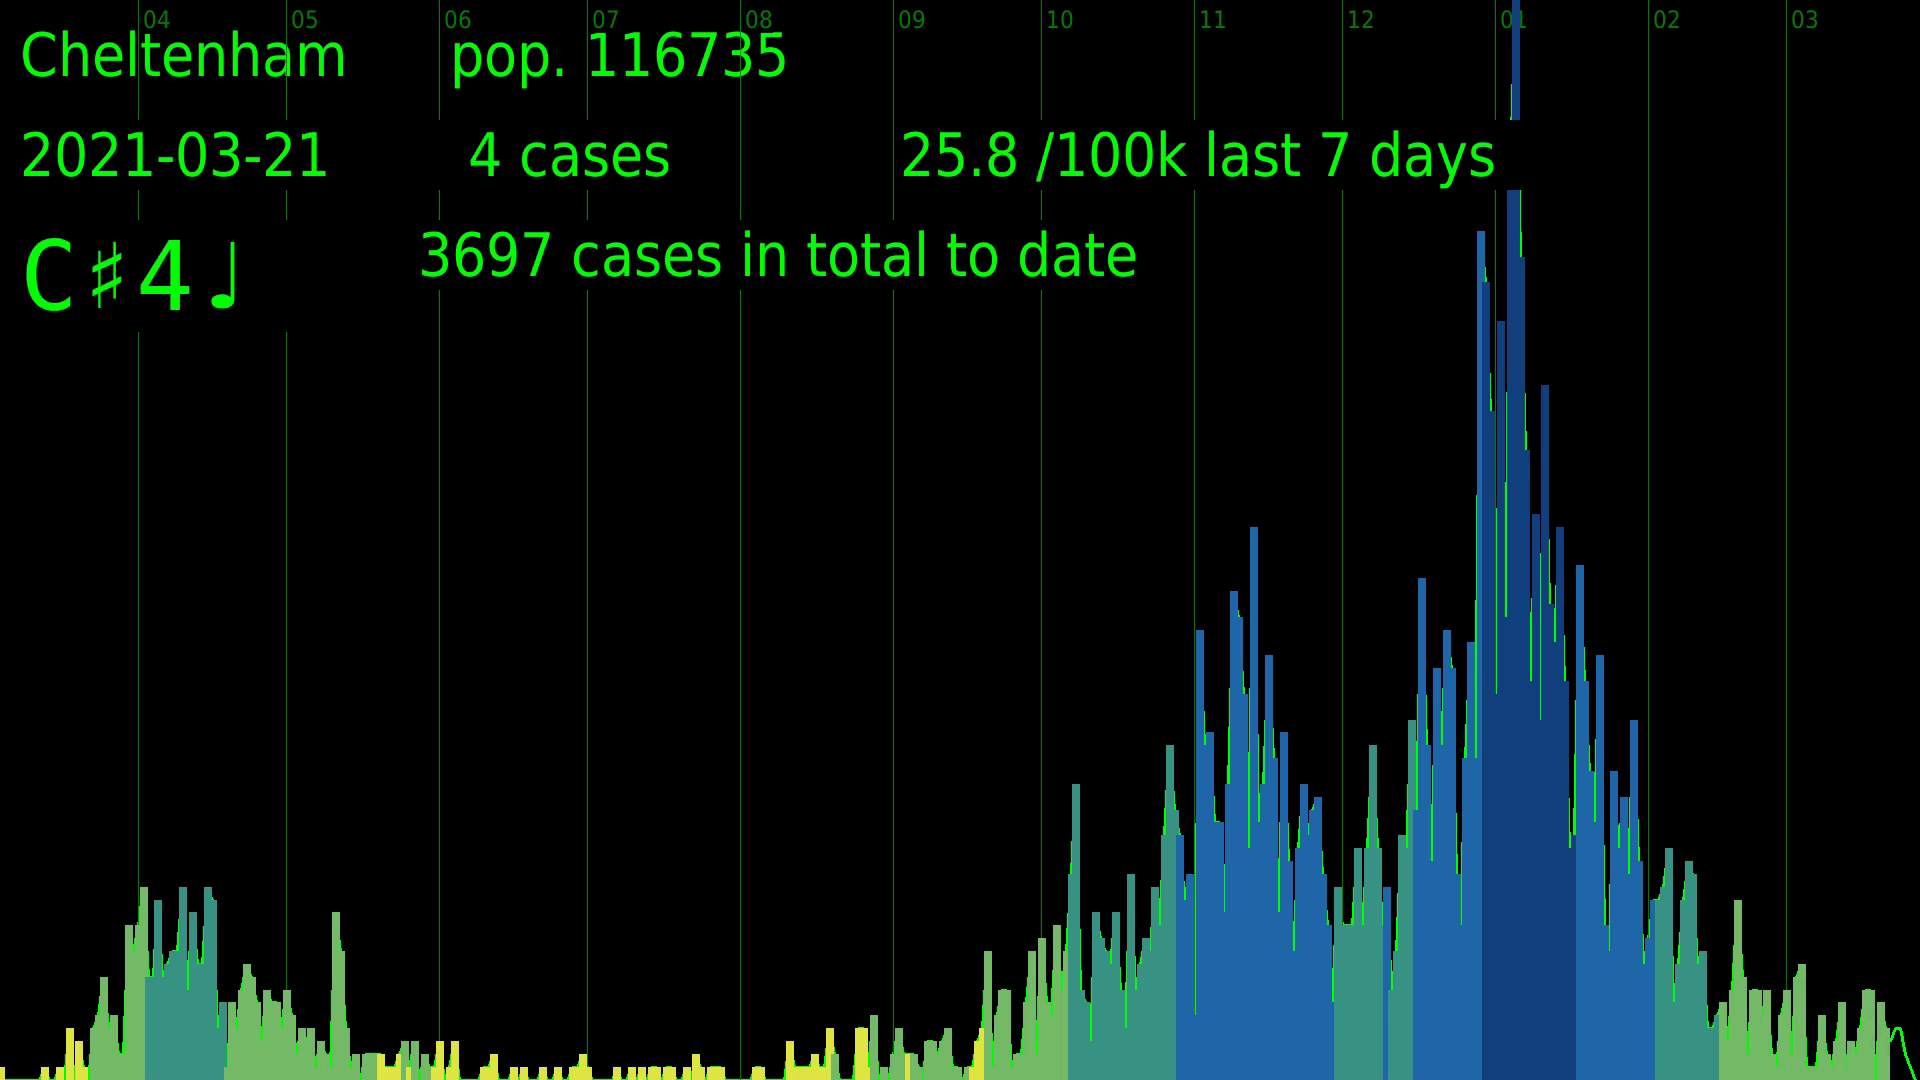 04 05 06 07 08 09 10 11 12 01 02 03
Cheltenham pop. 116735
2021-03-21 4 cases 25.8 /100k last 7 days
C♯4♩ 3697 cases in total to date